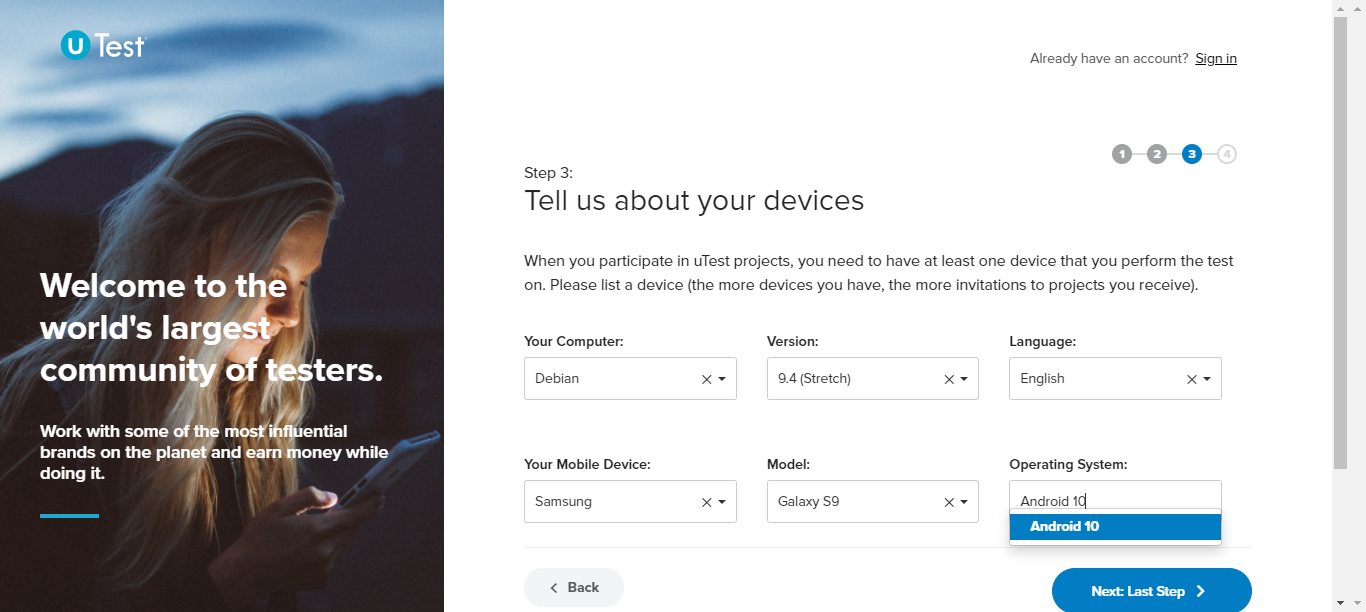 U Test
Already have an account? Sign in
1 2 3 4
Step 3:
Tell us about your devices
When you participate in uTest projects, you need to have at least one device that you perform the test
on. Please list a device (the more devices you have, the more invitations to projects you receive).
Welcome to the
world's largest
community of testers.
Work with some of the most influential
brands on the planet and earn money while
doing it.
Your Computer: Version: Language:
Debian 9.4 (Stretch) English
Your Mobile Device: Model: Operating System:
Samsung Galaxy S9 Android 10
Android 10
Back Next: Last Step